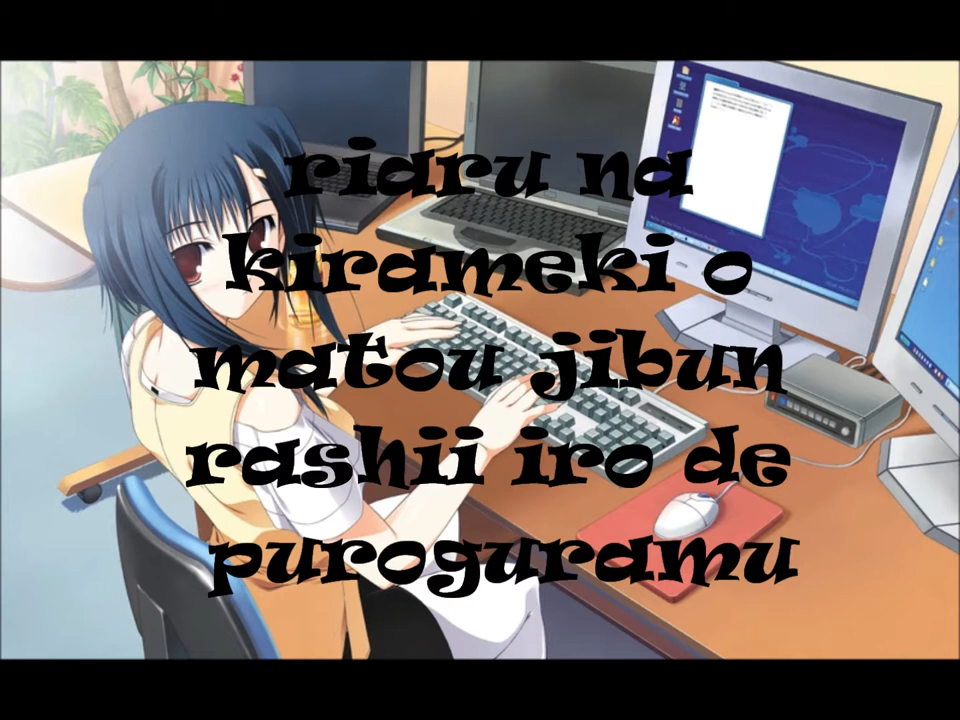 riaru na
kirameki o
matou jibun
rashii iro de
puroguramu